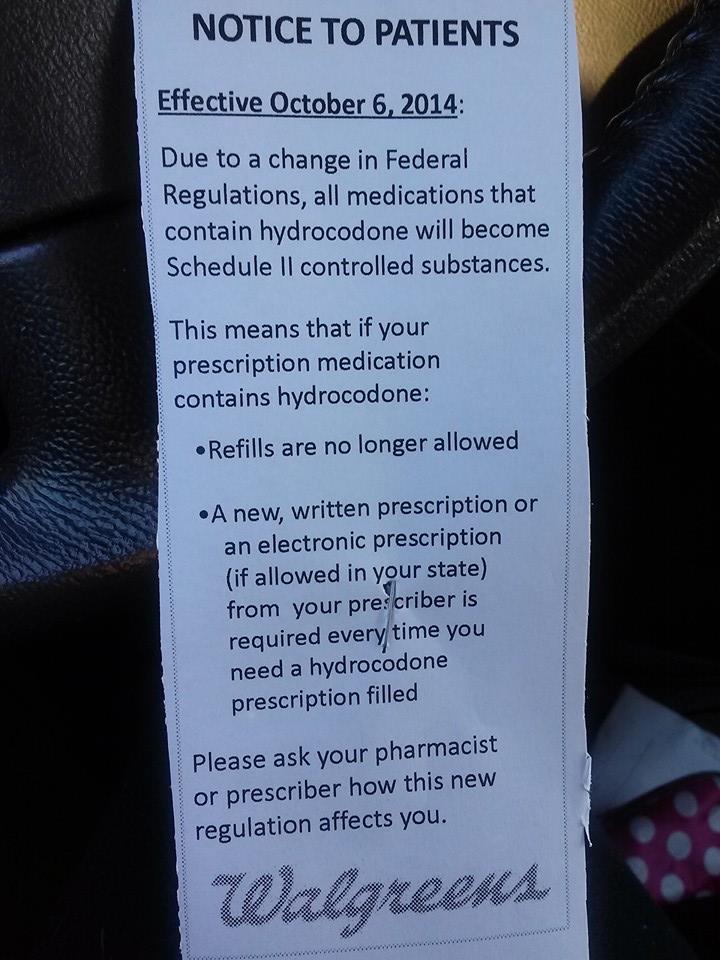 NOTICE TO PATIENTS
Effective October 6, 2014:
Due to a change in Federal
Regulations, all medications that
contain hydrocodone will become
Schedule II controlled substances.
This means that if your
prescription medication
contains hydrocodone:
•Refills are no longer allowed
•A new, written prescription or
an electronic prescription
(if allowed in your state)
from your prescriber is
required every time you
need a hydrocodone
prescription filled
Please ask your pharmacist
or prescriber how this new
regulation affects you.
Walgreens